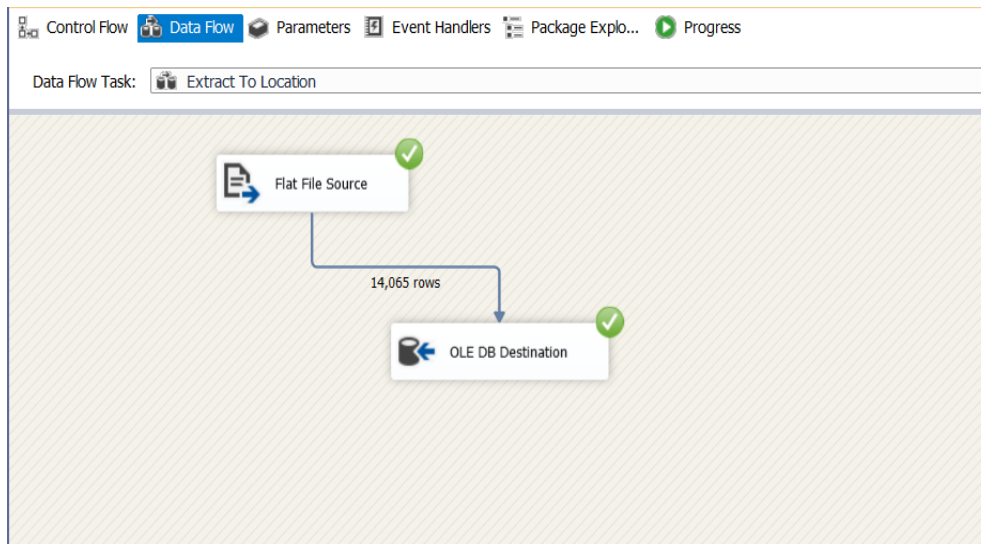 Control Flow Data Flow Parameters Event Handlers Package Explo... Progress
Data Flow Task: Extract To Location
Flat File Source
14,065 rows
OLE DB Destination